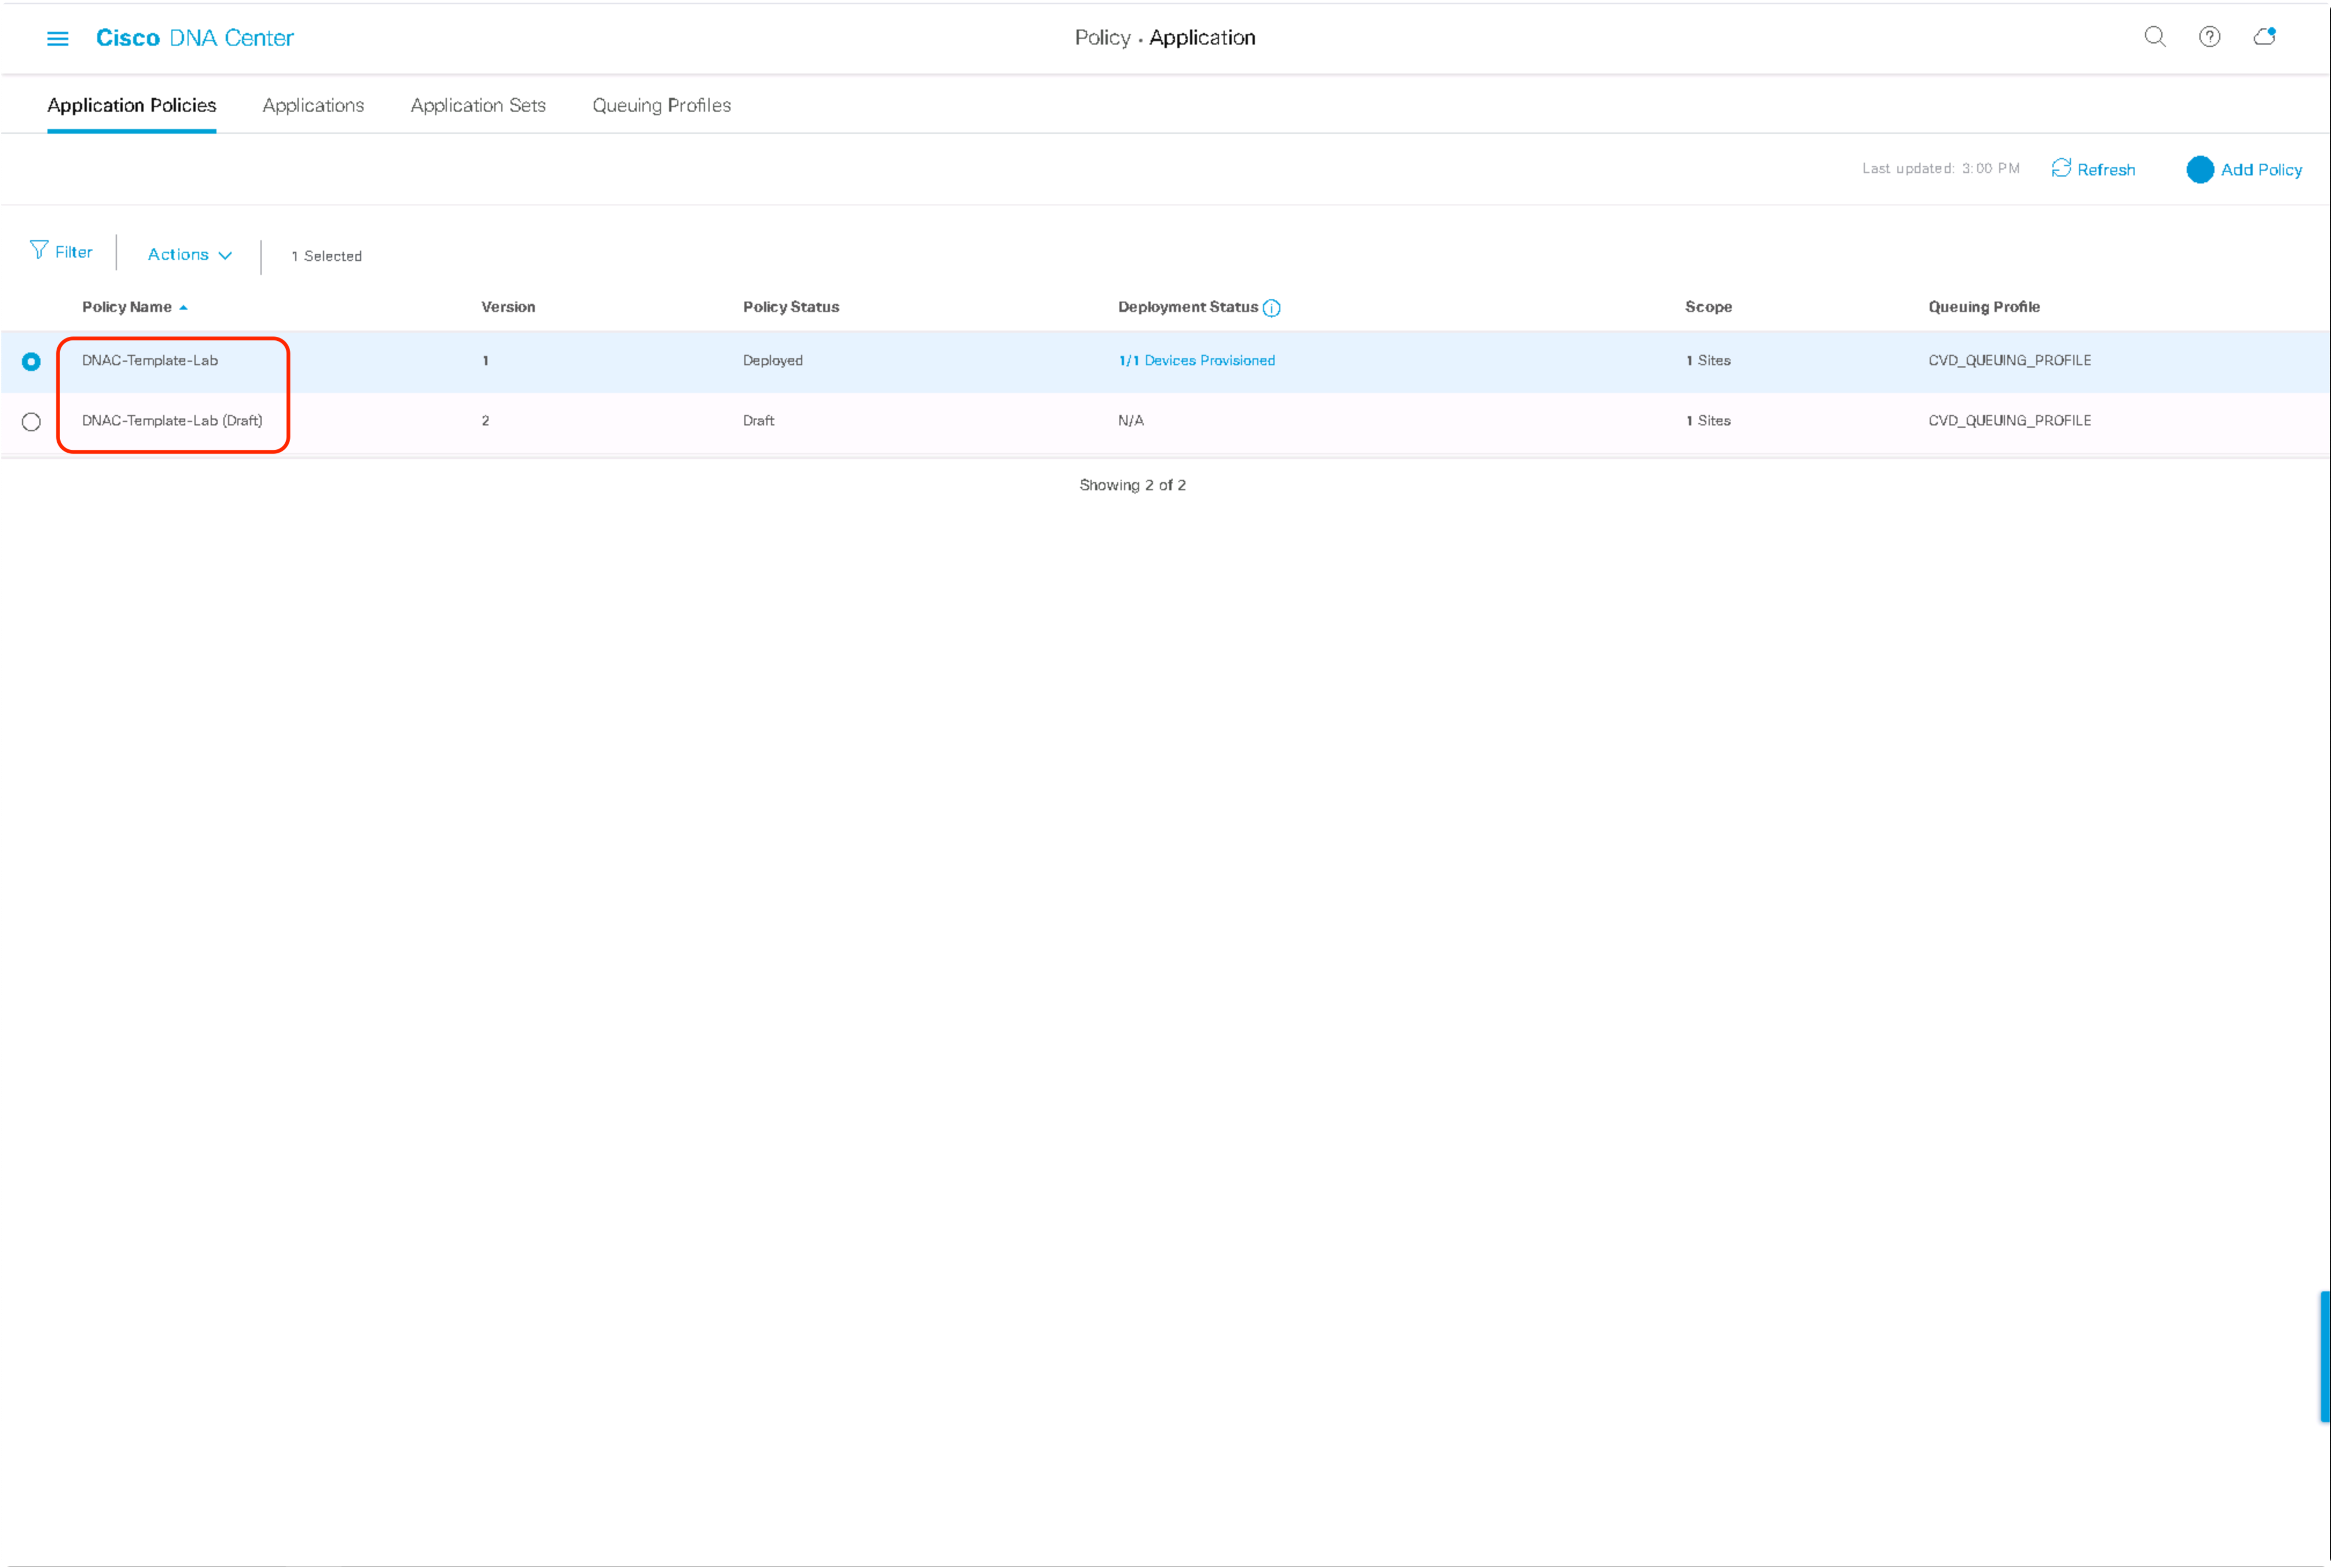 Cisco DNA Center
Policy · Application
Application Policies Applications Application Sets Queuing Profiles
Last updated: 3:00 PM Refresh Add Policy
Filter Actions 1 Selected
Policy Name Version Policy Status Deployment Status Scope Queuing Profile
DNAC-Template-Lab 1 Deployed 1/1 Devices Provisioned 1 Sites CVD_QUEUING_PROFILE
DNAC-Template-Lab (Draft) 2 Draft N/A 1 Sites CVD_QUEUING_PROFILE
Showing 2 of 2